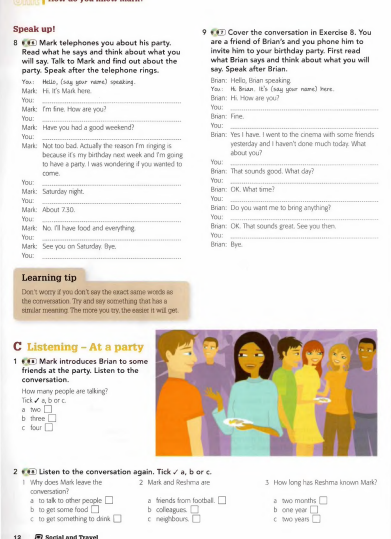 How do you know Mark?
Speak up!
8 Mark telephones you about his party.
Read what he says and think about what you
will say. Talk to Mark and find out about the
party. Speak after the telephone rings.
You: Hello, (say your name) speaking.
Mark: Hi. It's Mark here.
You:
Mark: I'm fine. How are you?
You:
Mark: Have you had a good weekend?
You:
Mark: Not too bad. Actually the reason I'm ringing is
because it's my birthday next week and I'm going
to have a party. I was wondering if you wanted to
come.
You:
Mark: Saturday night.
You:
Mark: About 7.30.
You:
Mark: No. I'll have food and everything.
You:
Mark: See you on Saturday. Bye.
You:
Learning tip
Don't worry if you don't say the exact same words as
the conversation. Try and say something that has a
similar meaning. The more you try, the easier it will get.
9 Cover the conversation in Exercise 8. You
are a friend of Brian's and you phone him to
invite him to your birthday party. First read
what Brian says and think about what you will
say. Speak after Brian.
Brian: Hello, Brian speaking.
You: Hi Brian. It's (say your name) here.
Brian: Hi. How are you?
You:
Brian: Fine.
You:
Brian: Yes I have. I went to the cinema with some friends
yesterday and I haven't done much today. What
about you?
You:
Brian: That sounds good. What day?
You:
Brian: OK. What time?
You:
Brian: Do you want me to bring anything?
You:
Brian: OK. That sounds great. See you then.
You:
Brian: Bye.
C Listening – At a party
1 Mark introduces Brian to some
friends at the party. Listen to the
conversation.
How many people are talking?
Tick ✓ a, b or c.
a two
b three
c four
2 Listen to the conversation again. Tick ✓ a, b or c.
1 Why does Mark leave the
conversation?
a to talk to other people
b to get some food
c to get something to drink
2 Mark and Reshma are
a friends from football.
b colleagues.
c neighbours.
3 How long has Reshma known Mark?
a two months
b one year
c two years
12 Social and Travel